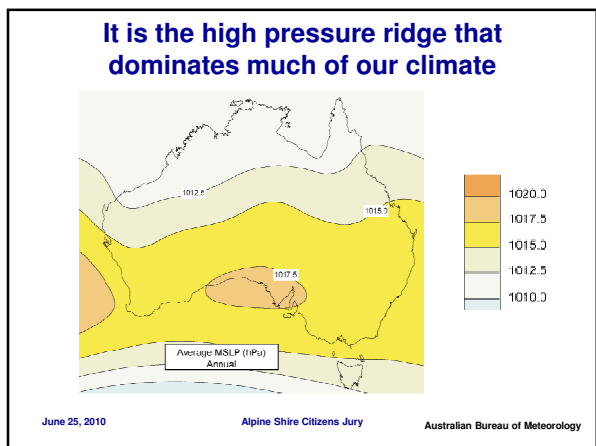 It is the high pressure ridge that
dominates much of our climate
1012.5
1015.0
1017.5
1020.0
1017.5
1015.0
1012.5
1010.0
Average MSLP (hPa)
Annual
June 25, 2010
Alpine Shire Citizens Jury
Australian Bureau of Meteorology